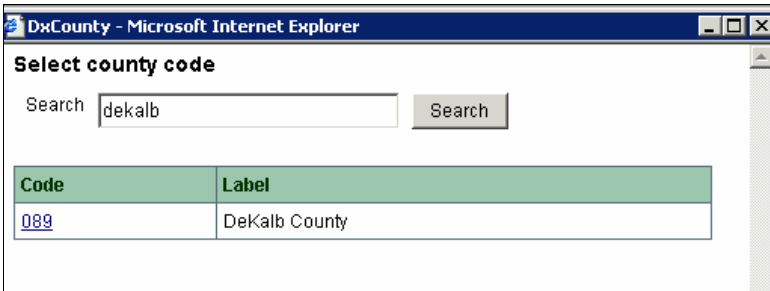 DxCounty - Microsoft Internet Explorer
Select county code
Search dekalb Search
Code Label
089 DeKalb County